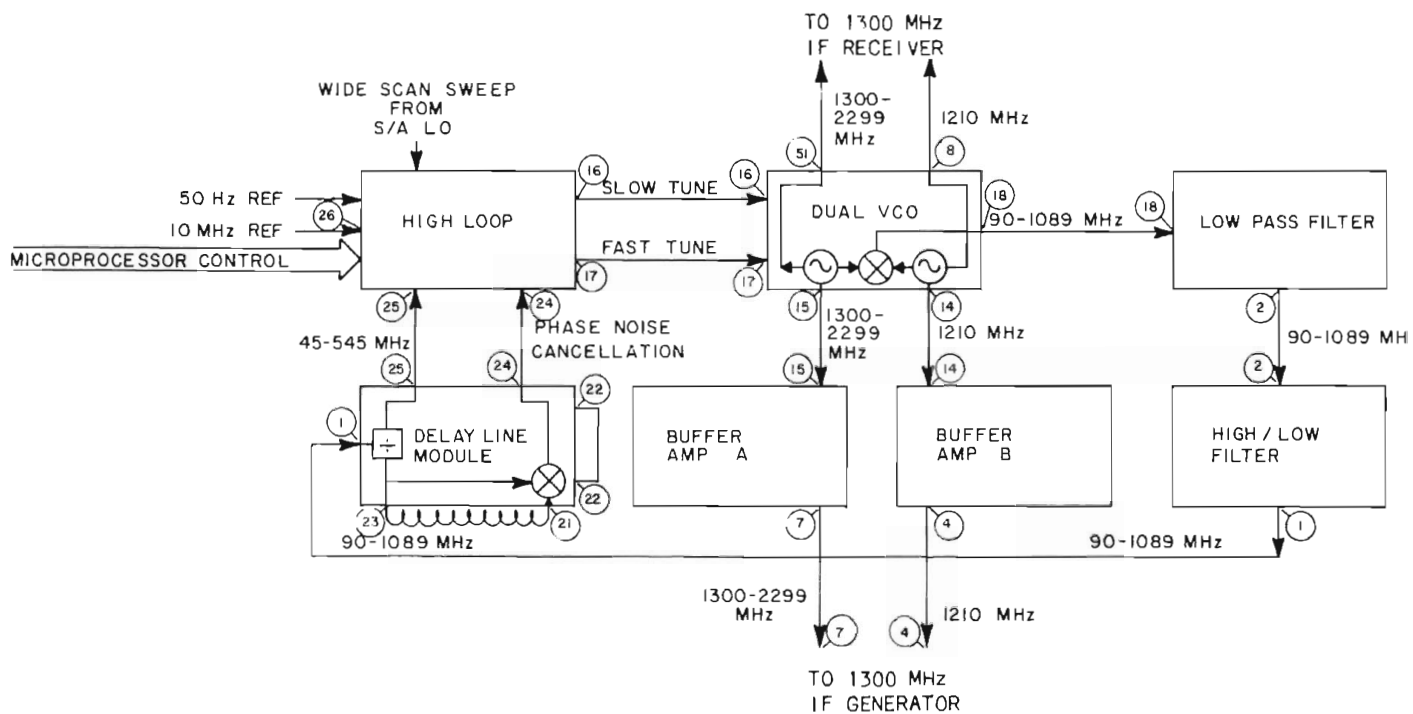 TO 1300 MHz
IF RECEIVER
WIDE SCAN SWEEP
FROM
S/A LO
1300-
2299
MHz
1210 MHz
51
8
50 Hz REF
26
10 MHz REF
MICROPROCESSOR CONTROL
HIGH LOOP
16
SLOW TUNE
16
FAST TUNE
17
17
DUAL VCO
18
90-1089 MHz
18
LOW PASS FILTER
25
24
15
14
2
45-545 MHz
PHASE NOISE
CANCELLATION
1300-
2299
MHz
1210 MHz
90-1089 MH
25
24
22
15
14
2
1
÷
DELAY LINE
MODULE
22
BUFFER
AMP A
BUFFER
AMP B
HIGH/LOW
FILTER
23
21
7
4
1
90-1089 MHz
90-1089 MHz
1300-2299
MHz
1210 MHz
7
4
TO 1300 MHz
IF GENERATOR